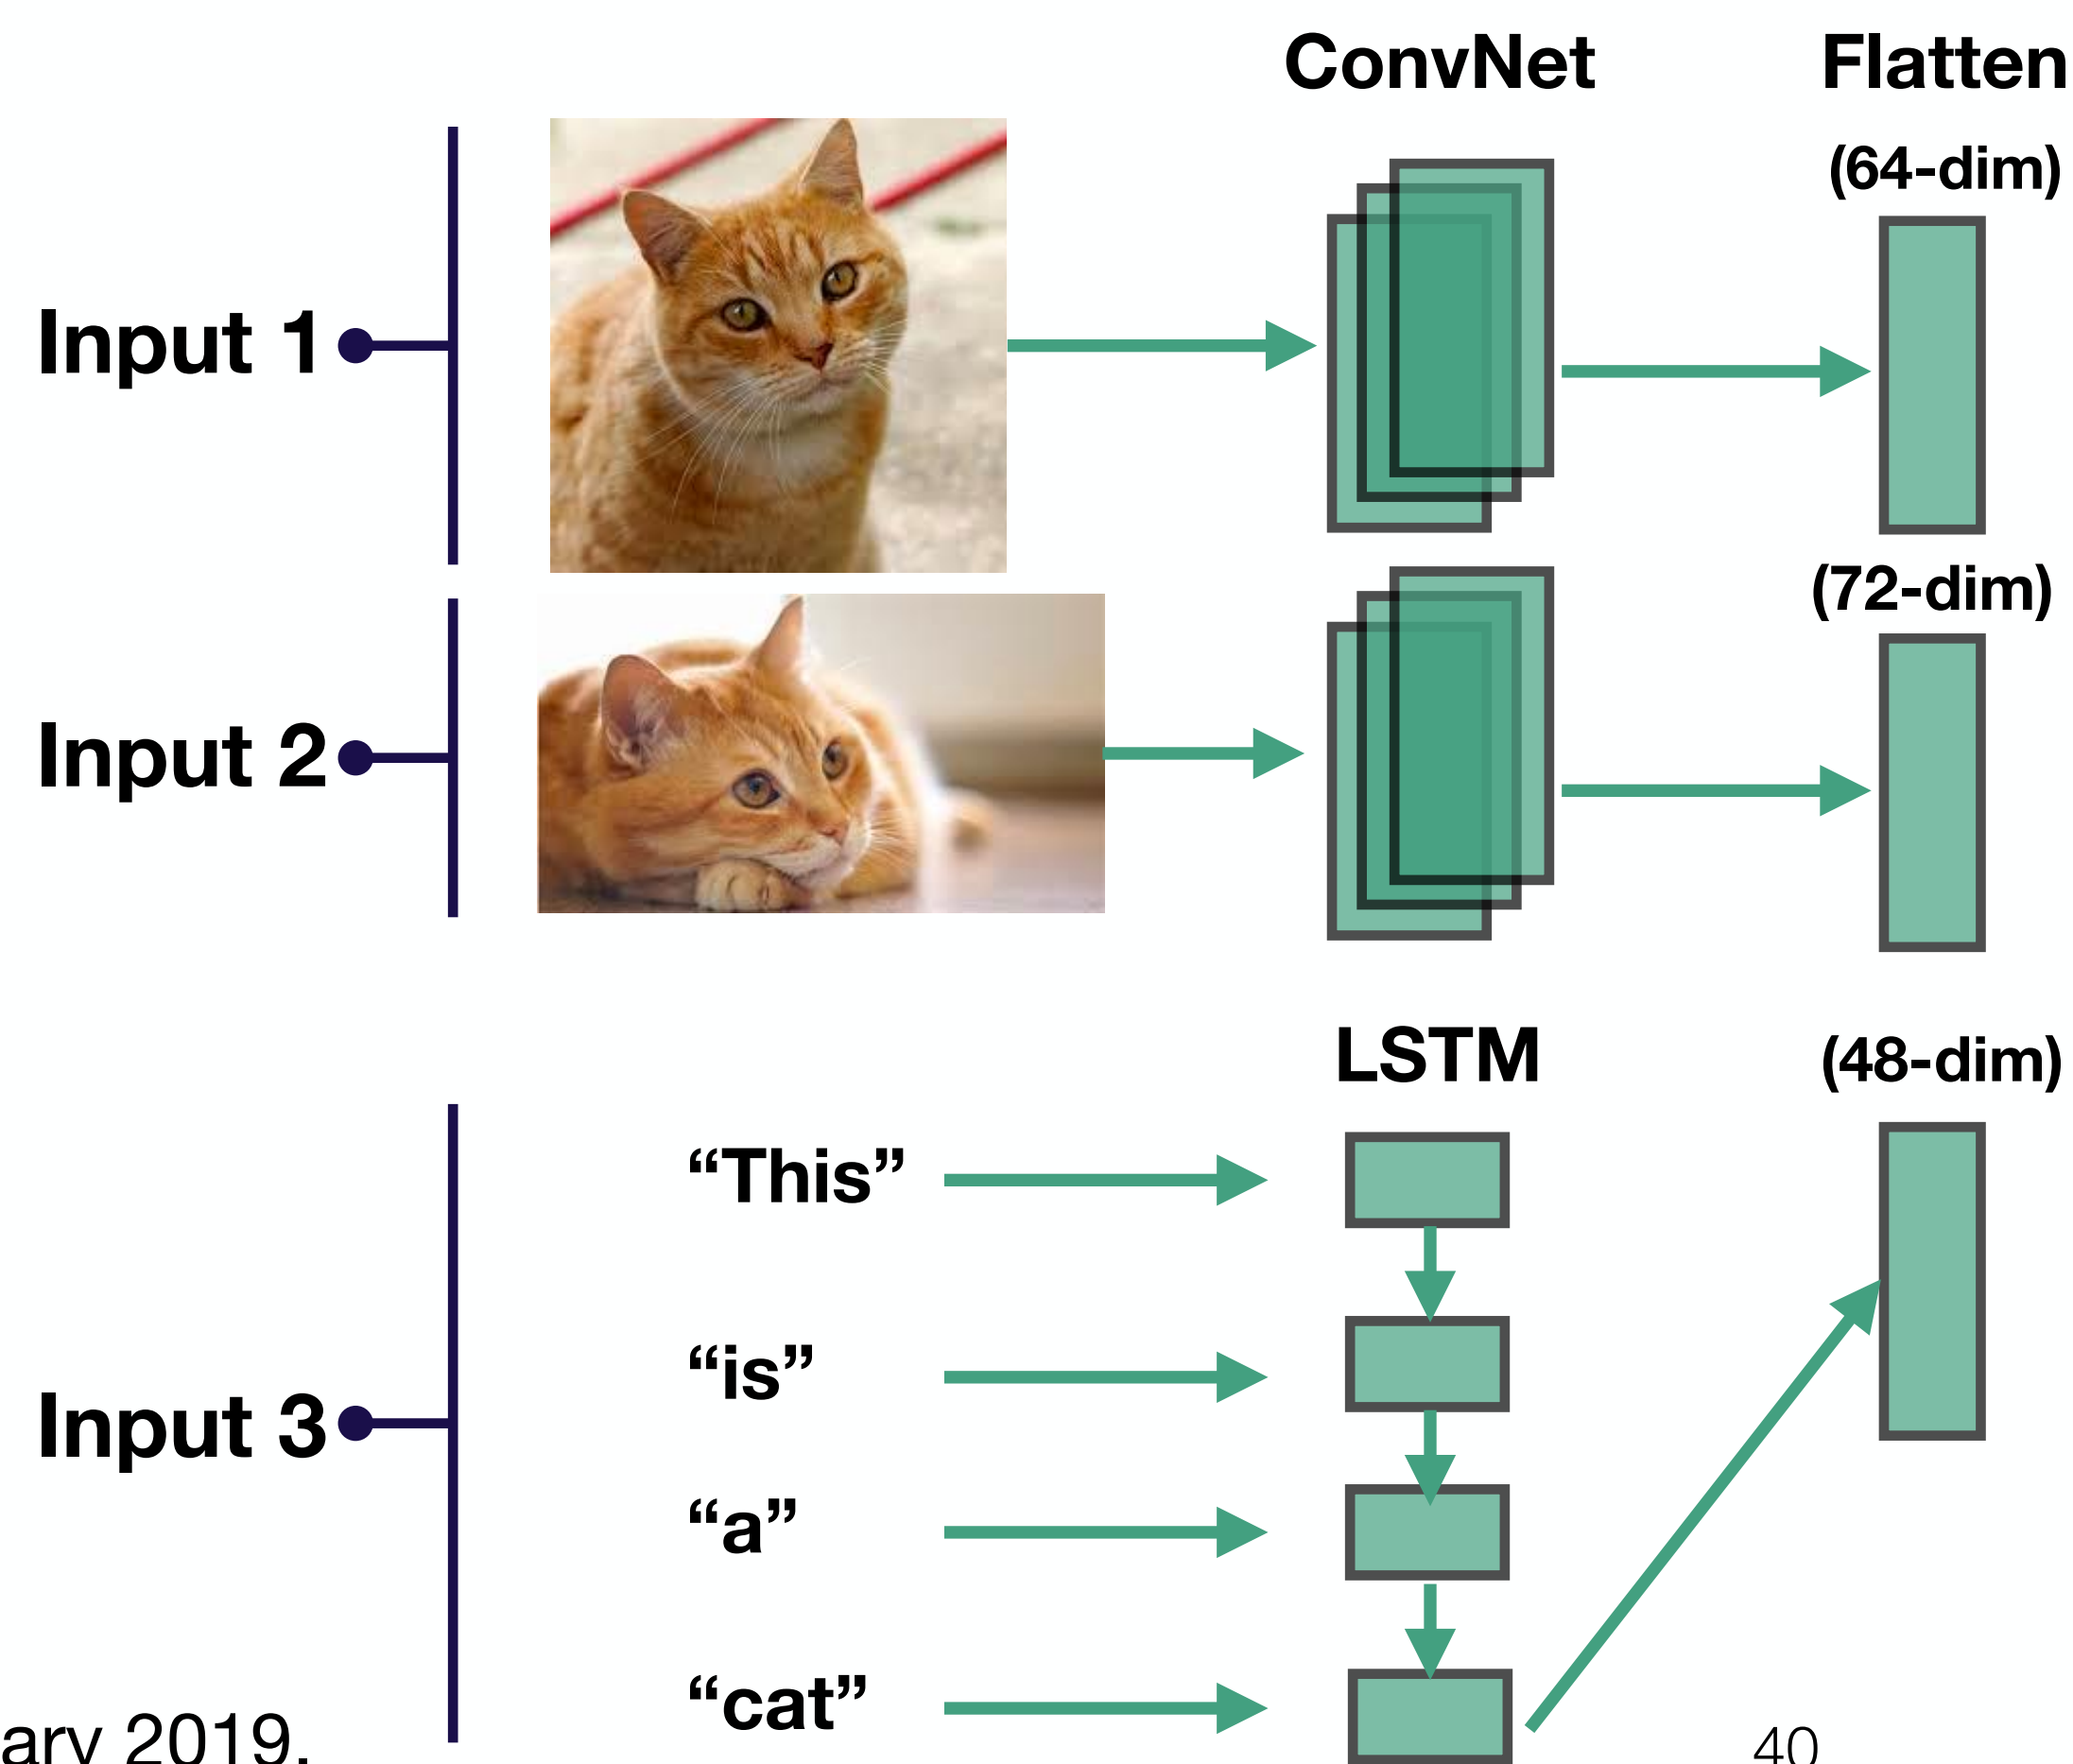 ConvNet Flatten
(64-dim)
Input 1
(72-dim)
Input 2
LSTM (48-dim)
“This”
“is”
Input 3
“a”
“cat”
2019.
40